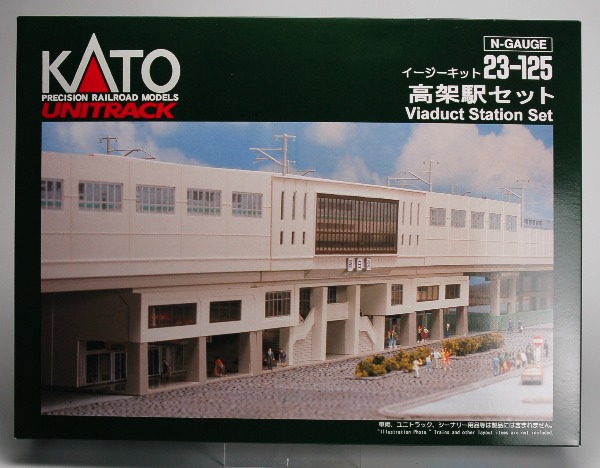 KATO
PRECISION RAILROAD MODELS
UNITRACK
N-GAUGE
イージーキット 23-125
高架駅セット
Viaduct Station Set
車両、ユニトラック、シーナリー用品等は製品には含まれません。
"Illustration Photo." Trains and other layout items are not included.